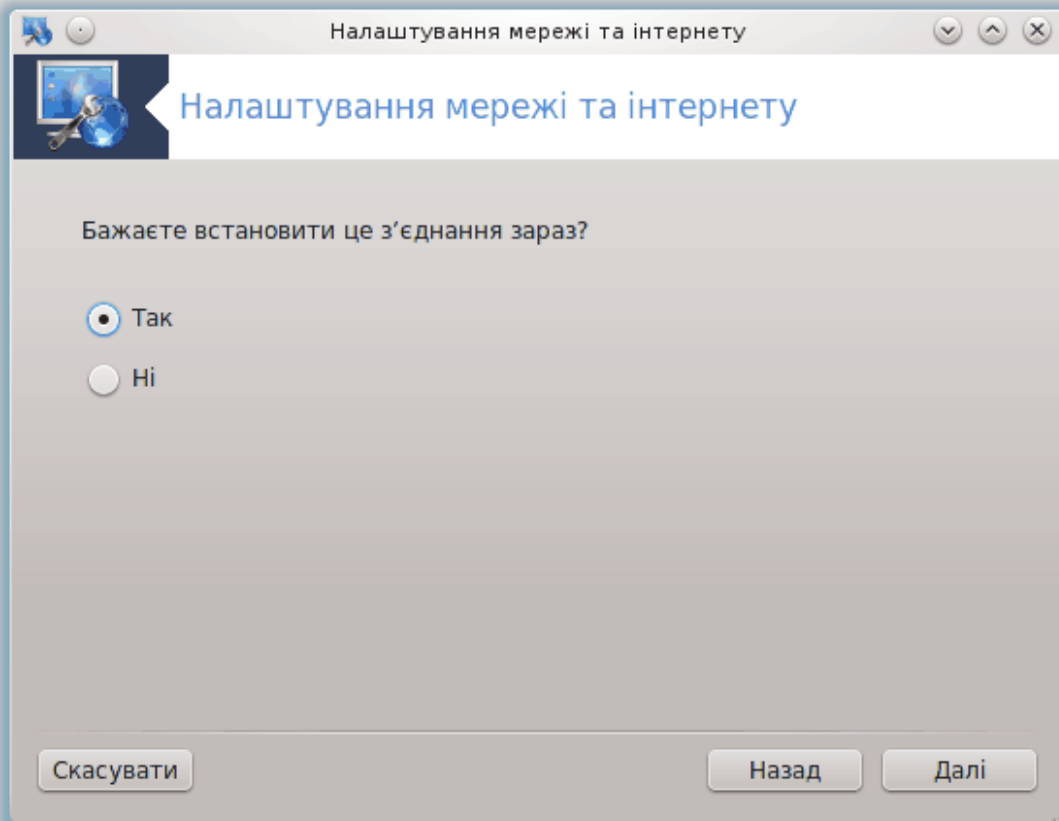 Налаштування мережі та інтернету
Налаштування мережі та інтернету
Бажаєте встановити це з’єднання зараз?
Так
Ні
Скасувати Назад Далі